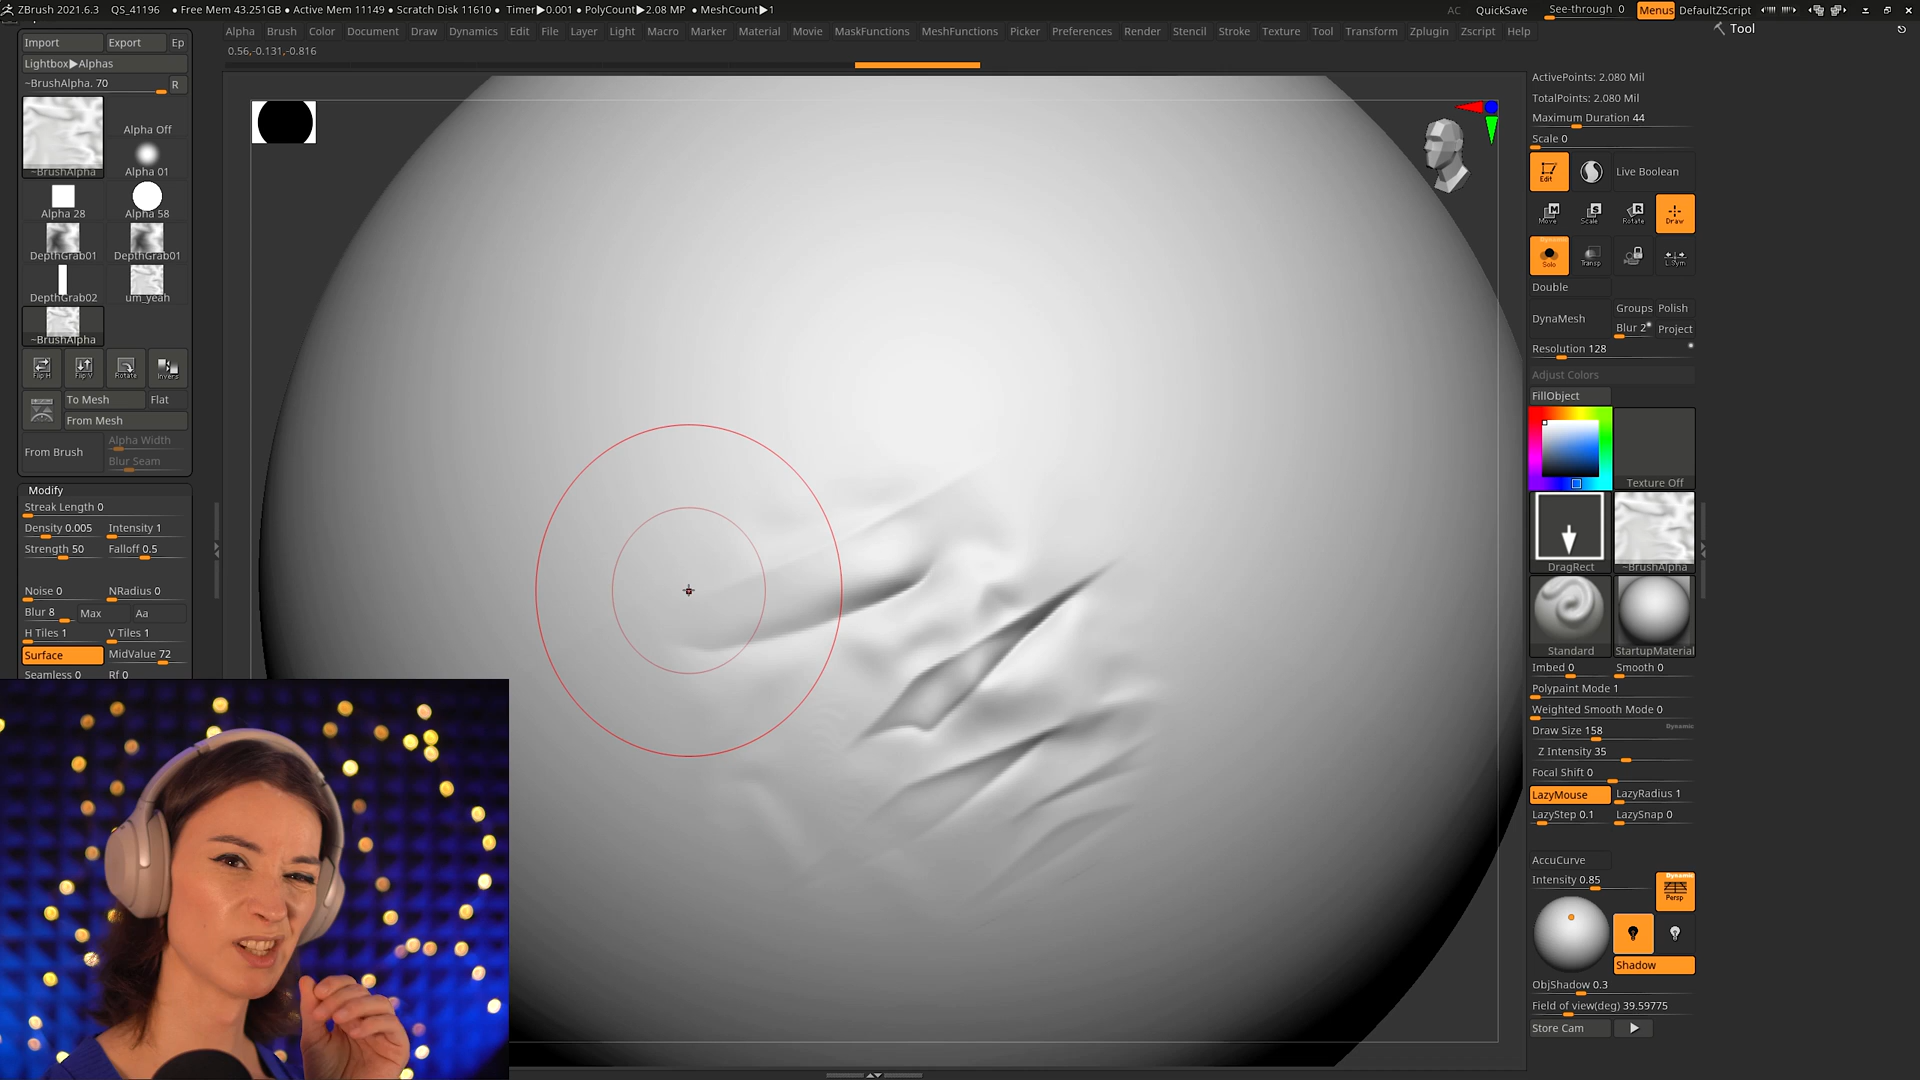 ZBrush 2021.6.3 QS_41196 • Free Mem 43.251GB • Active Mem 11149 • Scratch Disk 11610 • Timer▶0.001 • PolyCount▶2.08 MP • MeshCount▶1 AC QuickSave See-through 0 Menus DefaultZScript
Alpha Brush Color Document Draw Dynamics Edit File Layer Light Macro Marker Material Movie MaskFunctions MeshFunctions Picker Preferences Render Stencil Stroke Texture Tool Transform Zplugin Zscript Help
0.56,-0.131,-0.816
Import Export Ep
Lightbox▶Alphas
~BrushAlpha. 70 R
~BrushAlpha
Alpha Off
Alpha 01
Alpha 28 Alpha 58
DepthGrab01 DepthGrab01
DepthGrab02 um_yeah
~BrushAlpha
Flip H Flip V Rotate Invers
To Mesh Flat
From Mesh
Alpha Width
From Brush
Blur Seam
Modify
Streak Length 0
Density 0.005 Intensity 1
Strength 50 Falloff 0.5
Noise 0 NRadius 0
Blur 8 Max Aa
H Tiles 1 V Tiles 1
Surface MidValue 72
Seamless 0 Rf 0
Tool
ActivePoints: 2.080 Mil
TotalPoints: 2.080 Mil
Maximum Duration 44
Scale 0
Edit Live Boolean
Move Scale Rotate Draw
Dynamic
Solo Transp L.Sym
Double
Groups Polish
DynaMesh
Blur 2 Project
Resolution 128
Adjust Colors
FillObject
Texture Off
DragRect ~BrushAlpha
Standard StartupMaterial
Imbed 0 Smooth 0
Polypaint Mode 1
Weighted Smooth Mode 0
Dynamic
Draw Size 158
Z Intensity 35
Focal Shift 0
LazyMouse LazyRadius 1
LazyStep 0.1 LazySnap 0
AccuCurve
Intensity 0.85
Dynamic
Persp
Shadow
ObjShadow 0.3
Field of view(deg) 39.59775
Store Cam